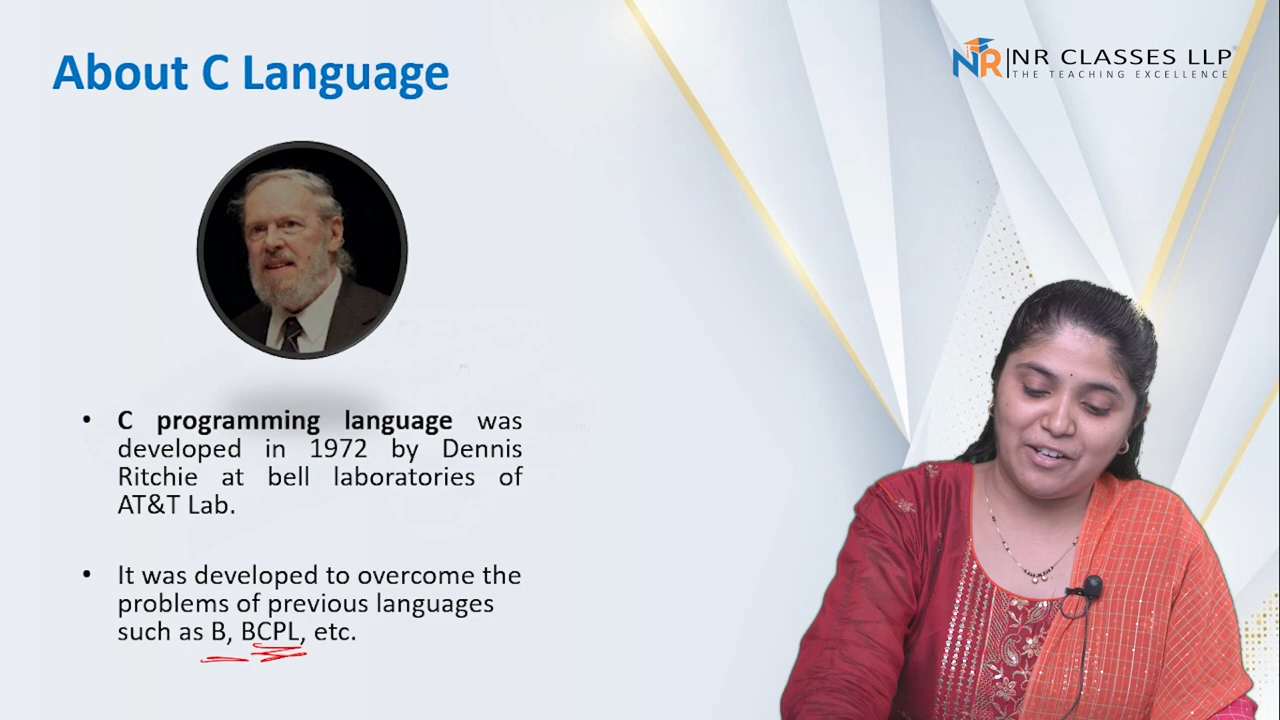 About C Language
NR|NR CLASSES LLP
THE TEACHING EXCELLENCE
• C programming language was
developed in 1972 by Dennis
Ritchie at bell laboratories of
AT&T Lab.
• It was developed to overcome the
problems of previous languages
such as B, BCPL, etc.